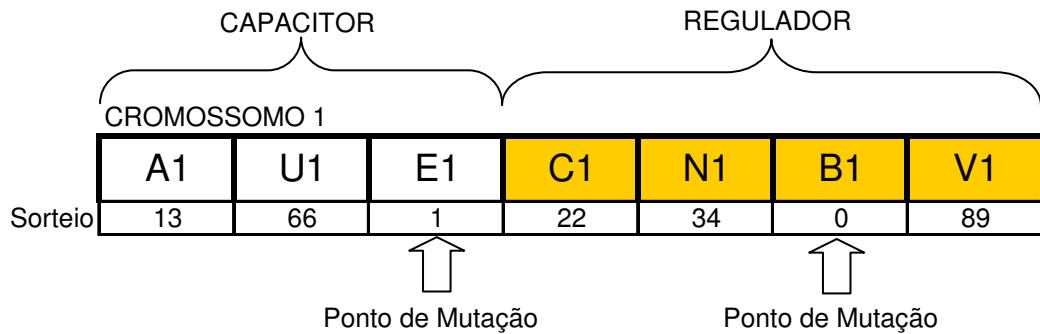 CAPACITOR REGULADOR
CROMOSSOMO 1
A1 U1 E1 C1 N1 B1 V1
Sorteio 13 66 1 22 34 0 89
Ponto de Mutação Ponto de Mutação